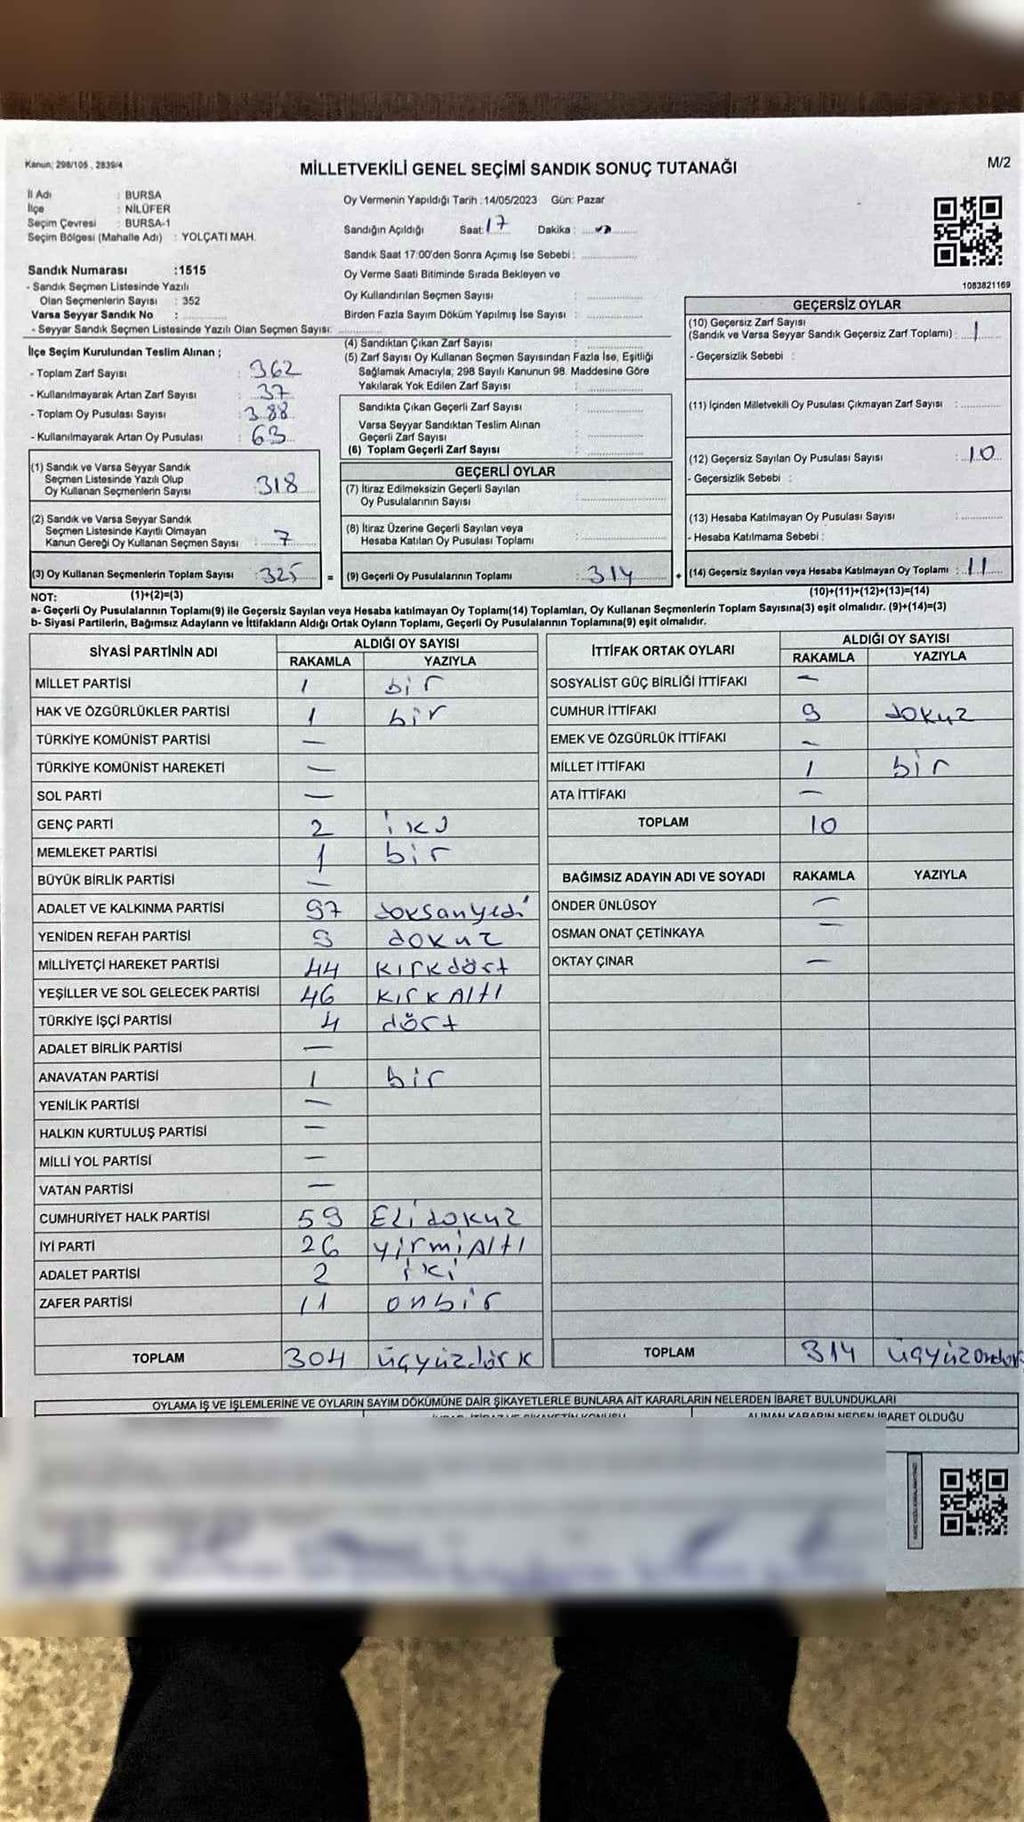 Kanun: 298/105 , 2839/4
MİLLETVEKİLİ GENEL SEÇİMİ SANDIK SONUÇ TUTANAĞI
M/2
İl Adı : BURSA
İlçe : NİLÜFER
Seçim Çevresi : BURSA-1
Seçim Bölgesi (Mahalle Adı) : YOLÇATI MAH.
Sandık Numarası :1515
- Sandık Seçmen Listesinde Yazılı
Olan Seçmenlerin Sayısı : 352
Varsa Seyyar Sandık No :
- Seyyar Sandık Seçmen Listesinde Yazılı Olan Seçmen Sayısı:
Oy Vermenin Yapıldığı Tarih : 14/05/2023 Gün: Pazar
Sandığın Açıldığı Saat: 17 Dakika :
Sandık Saat 17:00'den Sonra Açımış İse Sebebi :
Oy Verme Saati Bitiminde Sırada Bekleyen ve
Oy Kullandırılan Seçmen Sayısı :
Birden Fazla Sayım Döküm Yapılmış İse Sayısı :
1083821169
İlçe Seçim Kurulundan Teslim Alınan ;
- Toplam Zarf Sayısı : 362
- Kullanılmayarak Artan Zarf Sayısı : 37
- Toplam Oy Pusulası Sayısı : 388
- Kullanılmayarak Artan Oy Pusulası : 63
(1) Sandık ve Varsa Seyyar Sandık
Seçmen Listesinde Yazılı Olup
Oy Kullanan Seçmenlerin Sayısı : 318
(2) Sandık ve Varsa Seyyar Sandık
Seçmen Listesinde Kayıtlı Olmayan
Kanun Gereği Oy Kullanan Seçmen Sayısı : 7
(3) Oy Kullanan Seçmenlerin Toplam Sayısı : 325 =
(4) Sandıktan Çıkan Zarf Sayısı :
(5) Zarf Sayısı Oy Kullanan Seçmen Sayısından Fazla İse, Eşitliği
Sağlamak Amacıyla, 298 Sayılı Kanunun 98. Maddesine Göre
Yakılarak Yok Edilen Zarf Sayısı :
Sandıkta Çıkan Geçerli Zarf Sayısı :
Varsa Seyyar Sandıktan Teslim Alınan
Geçerli Zarf Sayısı :
(6) Toplam Geçerli Zarf Sayısı :
GEÇERLİ OYLAR
(7) İtiraz Edilmeksizin Geçerli Sayılan
Oy Pusulalarının Sayısı :
(8) İtiraz Üzerine Geçerli Sayılan veya
Hesaba Katılan Oy Pusulası Toplamı :
(9) Geçerli Oy Pusulalarının Toplamı : 314 +
GEÇERSİZ OYLAR
(10) Geçersiz Zarf Sayısı
(Sandık ve Varsa Seyyar Sandık Geçersiz Zarf Toplamı) : 1
- Geçersizlik Sebebi :
(11) İçinden Milletvekili Oy Pusulası Çıkmayan Zarf Sayısı :
(12) Geçersiz Sayılan Oy Pusulası Sayısı : 10
- Geçersizlik Sebebi :
(13) Hesaba Katılmayan Oy Pusulası Sayısı :
- Hesaba Katılmama Sebebi :
(14) Geçersiz Sayılan veya Hesaba Katılmayan Oy Toplamı : 11
NOT: (1)+(2)=(3)
(10)+(11)+(12)+(13)=(14)
a- Geçerli Oy Pusulalarının Toplamı(9) ile Geçersiz Sayılan veya Hesaba katılmayan Oy Toplamı(14) Toplamları, Oy Kullanan Seçmenlerin Toplam Sayısına(3) eşit olmalıdır. (9)+(14)=(3)
b- Siyasi Partilerin, Bağımsız Adayların ve İttifakların Aldığı Ortak Oyların Toplamı, Geçerli Oy Pusulalarının Toplamına(9) eşit olmalıdır.
SİYASİ PARTİNİN ADI ALDIĞI OY SAYISI
RAKAMLA YAZIYLA
MİLLET PARTİSİ 1 bir
HAK VE ÖZGÜRLÜKLER PARTİSİ 1 bir
TÜRKİYE KOMÜNİST PARTİSİ —
TÜRKİYE KOMÜNİST HAREKETİ —
SOL PARTİ —
GENÇ PARTİ 2 iki
MEMLEKET PARTİSİ 1 bir
BÜYÜK BİRLİK PARTİSİ —
ADALET VE KALKINMA PARTİSİ 97 doksanyedi
YENİDEN REFAH PARTİSİ 9 dokuz
MİLLİYETÇİ HAREKET PARTİSİ 44 kırkdört
YEŞİLLER VE SOL GELECEK PARTİSİ 46 kırkAltı
TÜRKİYE İŞÇİ PARTİSİ 4 dört
ADALET BİRLİK PARTİSİ —
ANAVATAN PARTİSİ 1 bir
YENİLİK PARTİSİ —
HALKIN KURTULUŞ PARTİSİ —
MİLLİ YOL PARTİSİ —
VATAN PARTİSİ —
CUMHURİYET HALK PARTİSİ 59 Elidokuz
İYİ PARTİ 26 yirmiAltı
ADALET PARTİSİ 2 iki
ZAFER PARTİSİ 11 onbir
TOPLAM 304 üçyüzdörk
İTTİFAK ORTAK OYLARI ALDIĞI OY SAYISI
RAKAMLA YAZIYLA
SOSYALİST GÜÇ BİRLİĞİ İTTİFAKI —
CUMHUR İTTİFAKI 9 dokuz
EMEK VE ÖZGÜRLÜK İTTİFAKI —
MİLLET İTTİFAKI 1 bir
ATA İTTİFAKI —
TOPLAM 10
BAĞIMSIZ ADAYIN ADI VE SOYADI RAKAMLA YAZIYLA
ÖNDER ÜNLÜSOY —
OSMAN ONAT ÇETİNKAYA —
OKTAY ÇINAR —
TOPLAM 314
OYLAMA İŞ VE İŞLEMLERİNE VE OYLARIN SAYIM DÖKÜMÜNE DAİR ŞİKAYETLERLE BUNLARA AİT KARARLARIN NELERDEN İBARET BULUNDUKLARI
ALINAN KARARIN NEDEN İBARET OLDUĞU